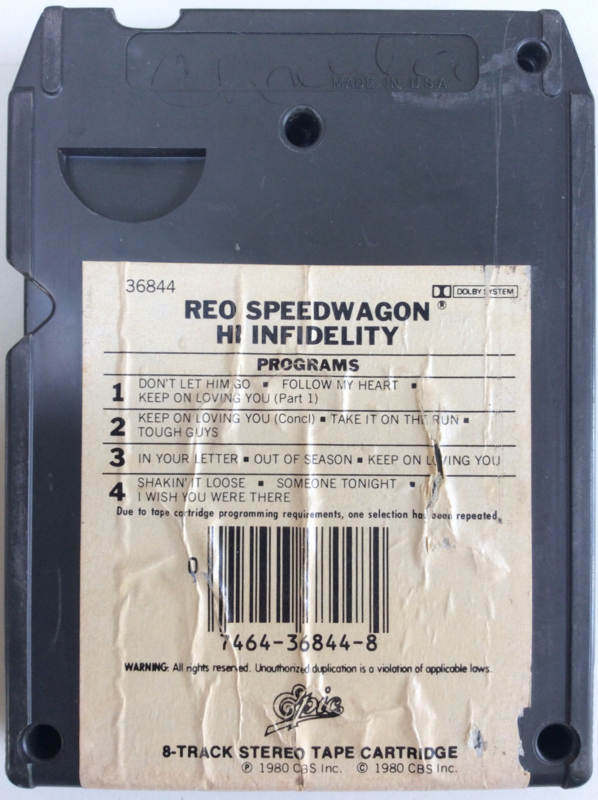 MADE IN U.S.A
36844
DOLBY SYSTEM
REO SPEEDWAGON®
HI INFIDELITY
PROGRAMS
1 DON'T LET HIM GO ▪ FOLLOW MY HEART ▪
KEEP ON LOVING YOU (Part 1)
2 KEEP ON LOVING YOU (Concl) ▪ TAKE IT ON THE RUN ▪
TOUGH GUYS
3 IN YOUR LETTER ▪ OUT OF SEASON ▪ KEEP ON LOVING YOU
4 SHAKIN' IT LOOSE ▪ SOMEONE TONIGHT ▪
I WISH YOU WERE THERE
Due to tape cartridge programming requirements, one selection has been repeated.
0
7464-36844-8
WARNING: All rights reserved. Unauthorized duplication is a violation of applicable laws.
Epic
8-TRACK STEREO TAPE CARTRIDGE
℗ 1980 CBS Inc. © 1980 CBS Inc.